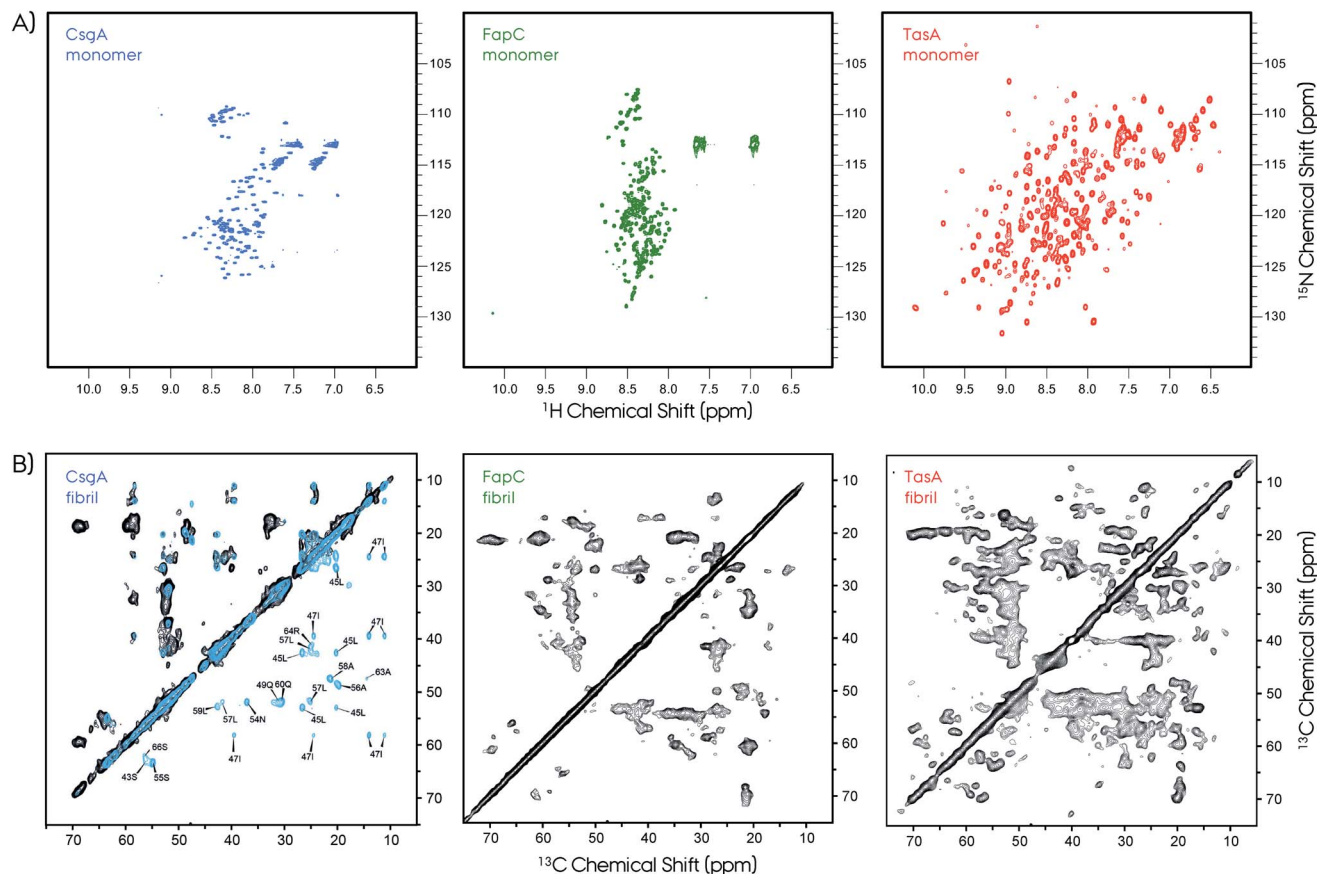 A)
CsgA
monomer
FapC
monomer
TasA
monomer
105
110
115
120
125
130
105
110
115
120
125
130
105
110
115
120
125
130
¹⁵N Chemical Shift (ppm)
10.0 9.5 9.0 8.5 8.0 7.5 7.0 6.5
10.0 9.5 9.0 8.5 8.0 7.5 7.0 6.5
10.0 9.5 9.0 8.5 8.0 7.5 7.0 6.5
¹H Chemical Shift (ppm)
B)
CsgA
fibril
47I
45L
47I
64R
57L
45L
47I
45L
58A
56A
63A
49Q 60Q
57L
59L
57L
54N
45L
45L
47I
47I
47I
66S
43S
55S
10
20
30
40
50
60
70
70 60 50 40 30 20 10
FapC
fibril
10
20
30
40
50
60
70
70 60 50 40 30 20 10
TasA
fibril
10
20
30
40
50
60
70
70 60 50 40 30 20 10
¹³C Chemical Shift (ppm)
¹³C Chemical Shift (ppm)